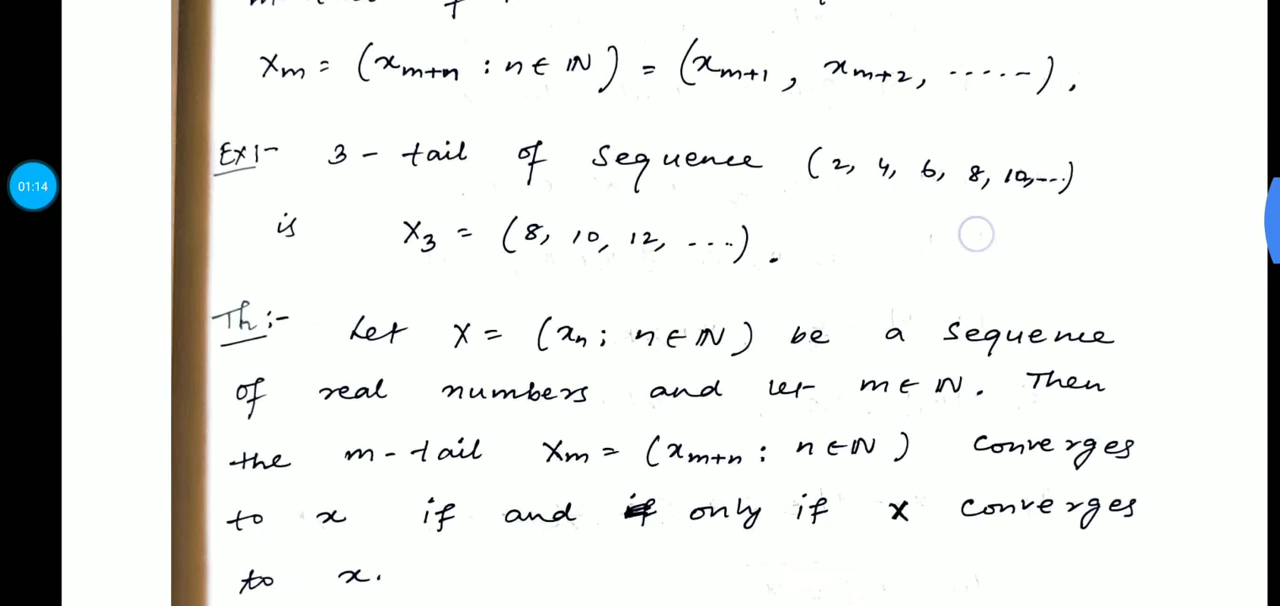 Xm = (xm+n : n ∈ ℕ) = (xm+1, xm+2, ......).
Ex1- 3 - tail of sequence (2, 4, 6, 8, 10, ...)
01:14
is X3 = (8, 10, 12, ...).
Th:- Let X = (xn : n ∈ ℕ) be a sequence
of real numbers and let m ∈ ℕ. Then
the m-tail Xm = (xm+n : n ∈ ℕ) converges
to x if and only if X converges
to x.